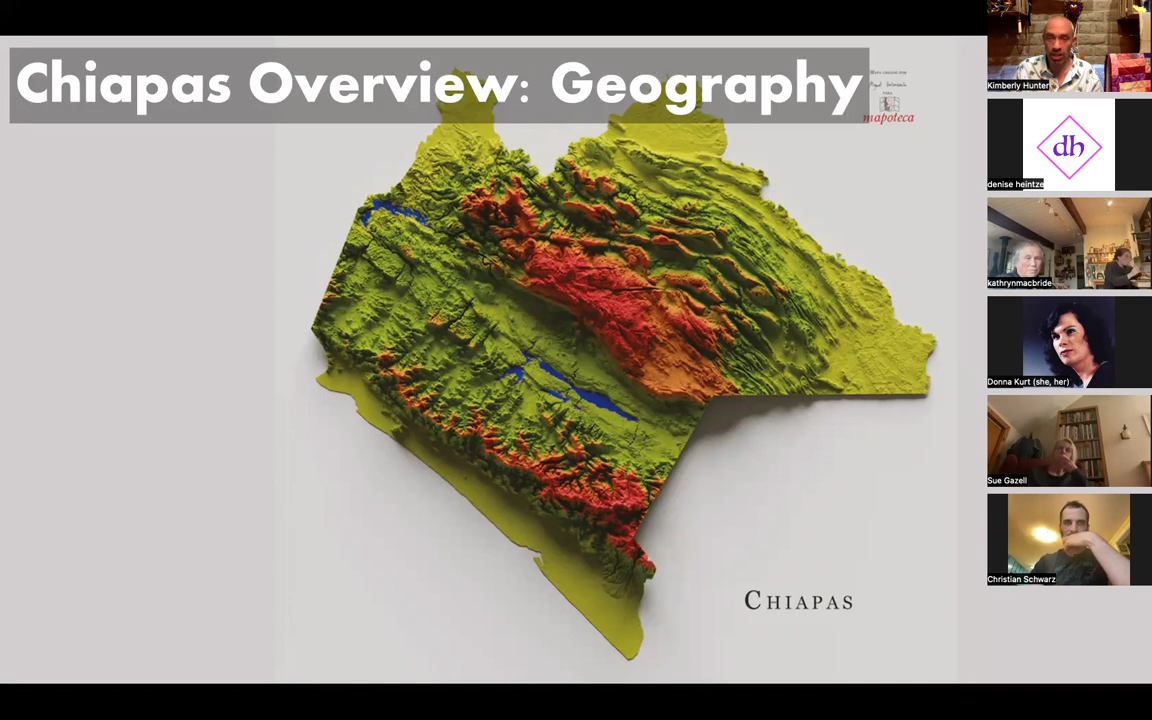 Chiapas Overview: Geography
mapoteca
CHIAPAS
Kimberly Hunter
dh
denise heintze
kathrynmacbride
Donna Kurt (she, her)
Sue Gazell
Christian Schwarz